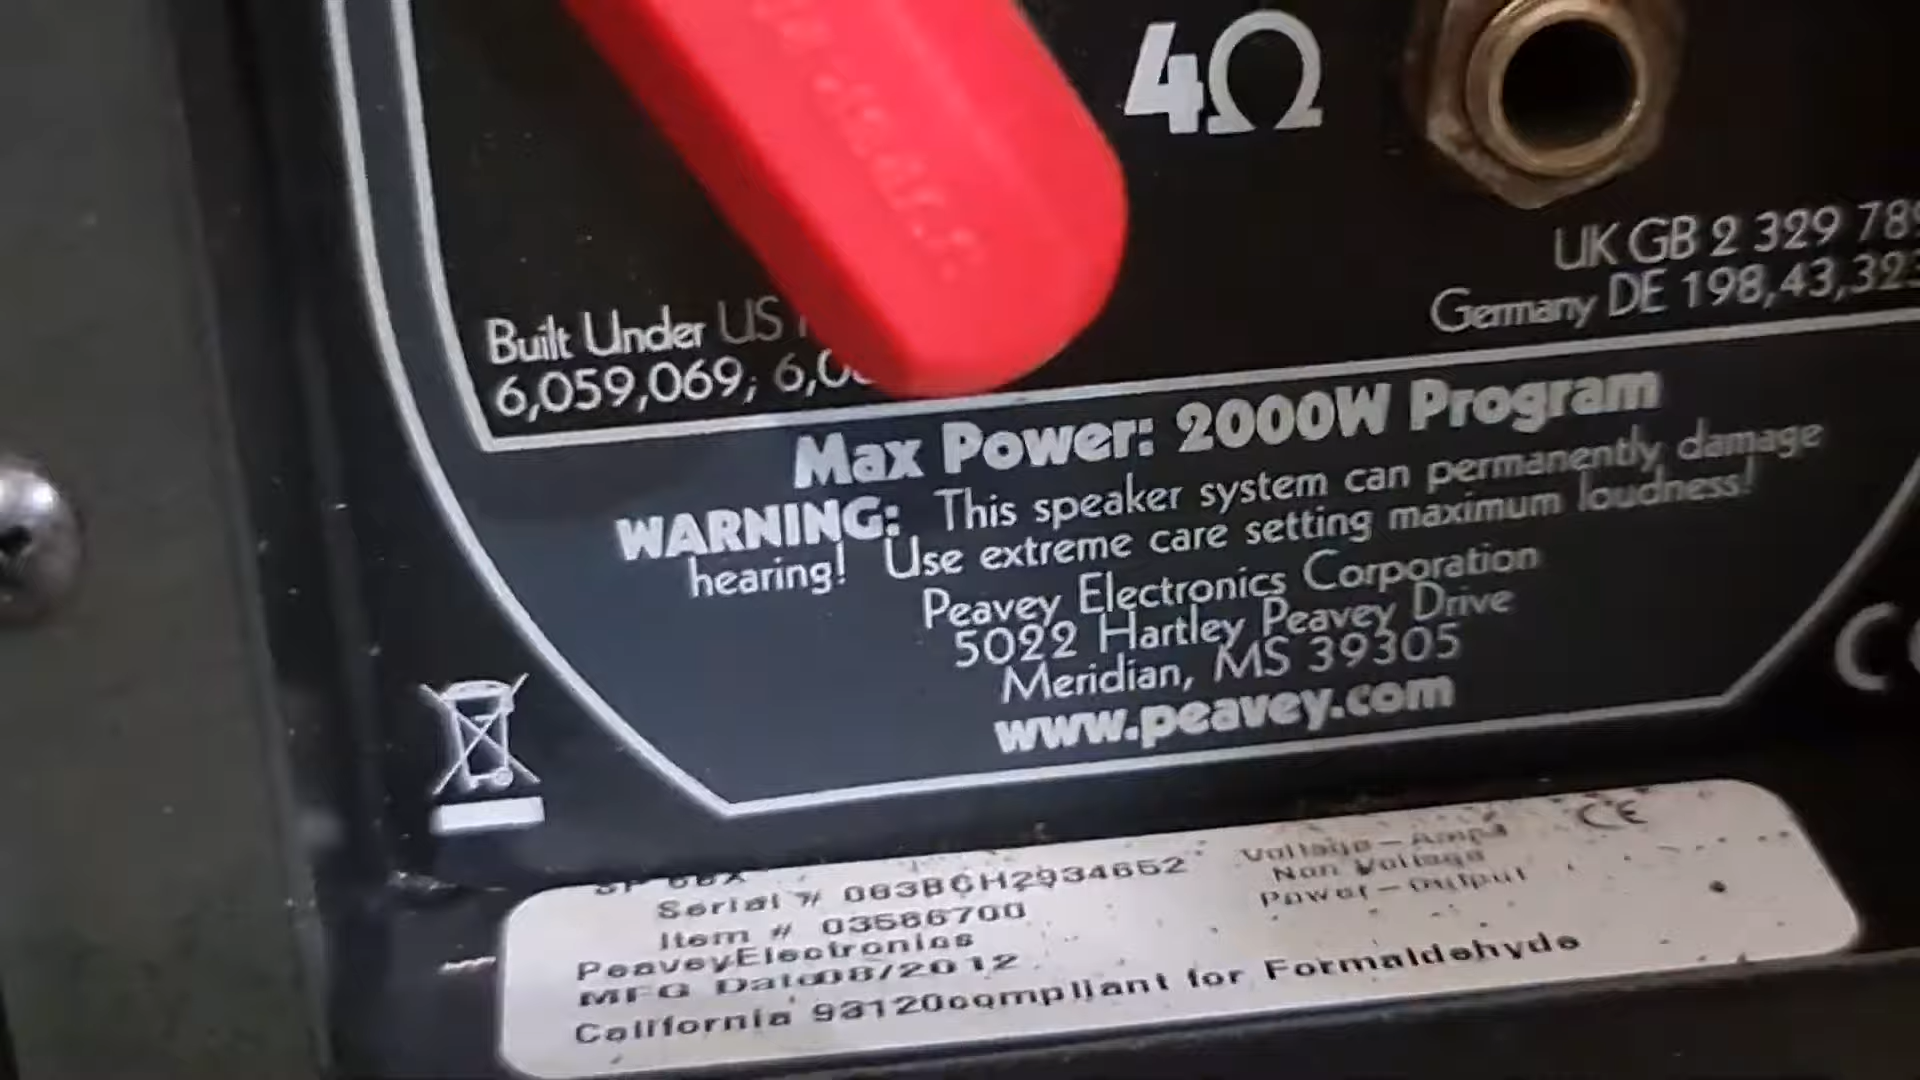 4Ω
UK GB 2 329 789
Germany DE 198,43,323
Built Under US
6,059,069; 6,0
Max Power: 2000W Program
WARNING: This speaker system can permanently damage
hearing! Use extreme care setting maximum loudness!
Peavey Electronics Corporation
5022 Hartley Peavey Drive
Meridian, MS 39305
www.peavey.com
CE
Serial # 063BCH2934652
Item # 03586700
PeaveyElectronics
MFG Date08/2012
California 93120compliant for Formaldehyde
Voltage-Amps
Non Voltage
Power-Output
CE